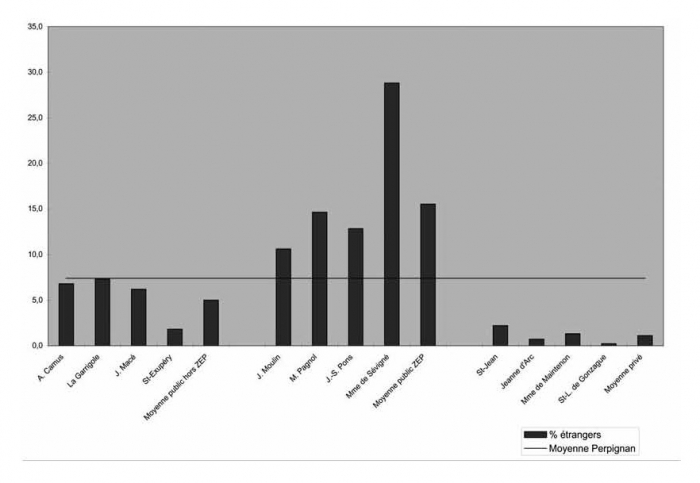 35,0
30,0
25,0
20,0
15,0
10,0
5,0
0,0
A. Camus
La Garrigole
J. Macé
St-Exupéry
Moyenne public hors ZEP
J. Moulin
M. Pagnol
J.-S. Pons
Mme de Sévigné
Moyenne public ZEP
St-Jean
Jeanne d'Arc
Mme de Maintenon
St-L. de Gonzague
Moyenne privé
% étrangers
Moyenne Perpignan